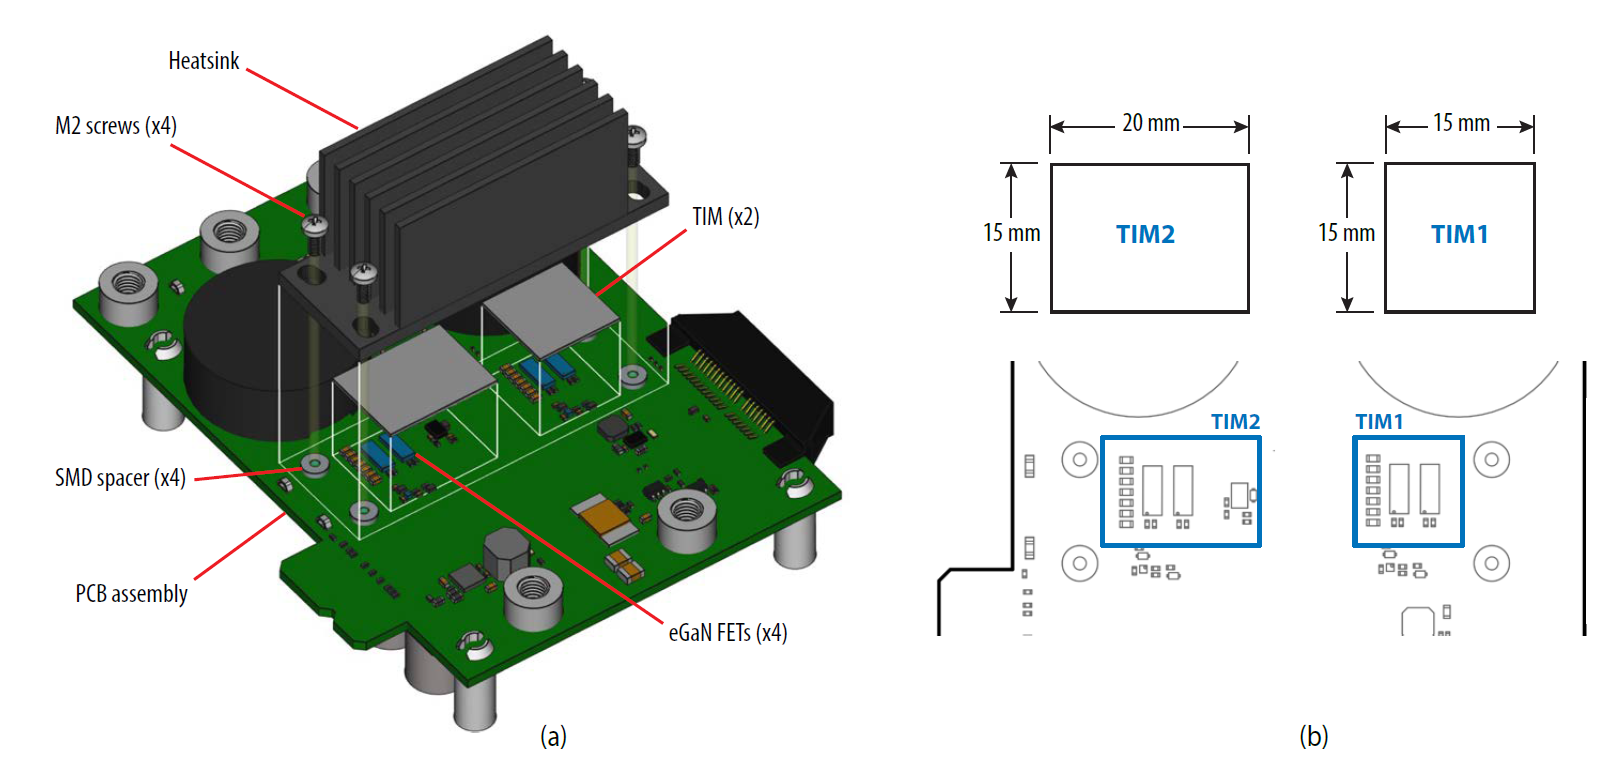 Heatsink
M2 screws (x4)
TIM (x2)
SMD spacer (x4)
PCB assembly
eGaN FETs (x4)
(a)
20 mm
15 mm
15 mm
TIM2
15 mm
TIM1
TIM2
TIM1
(b)